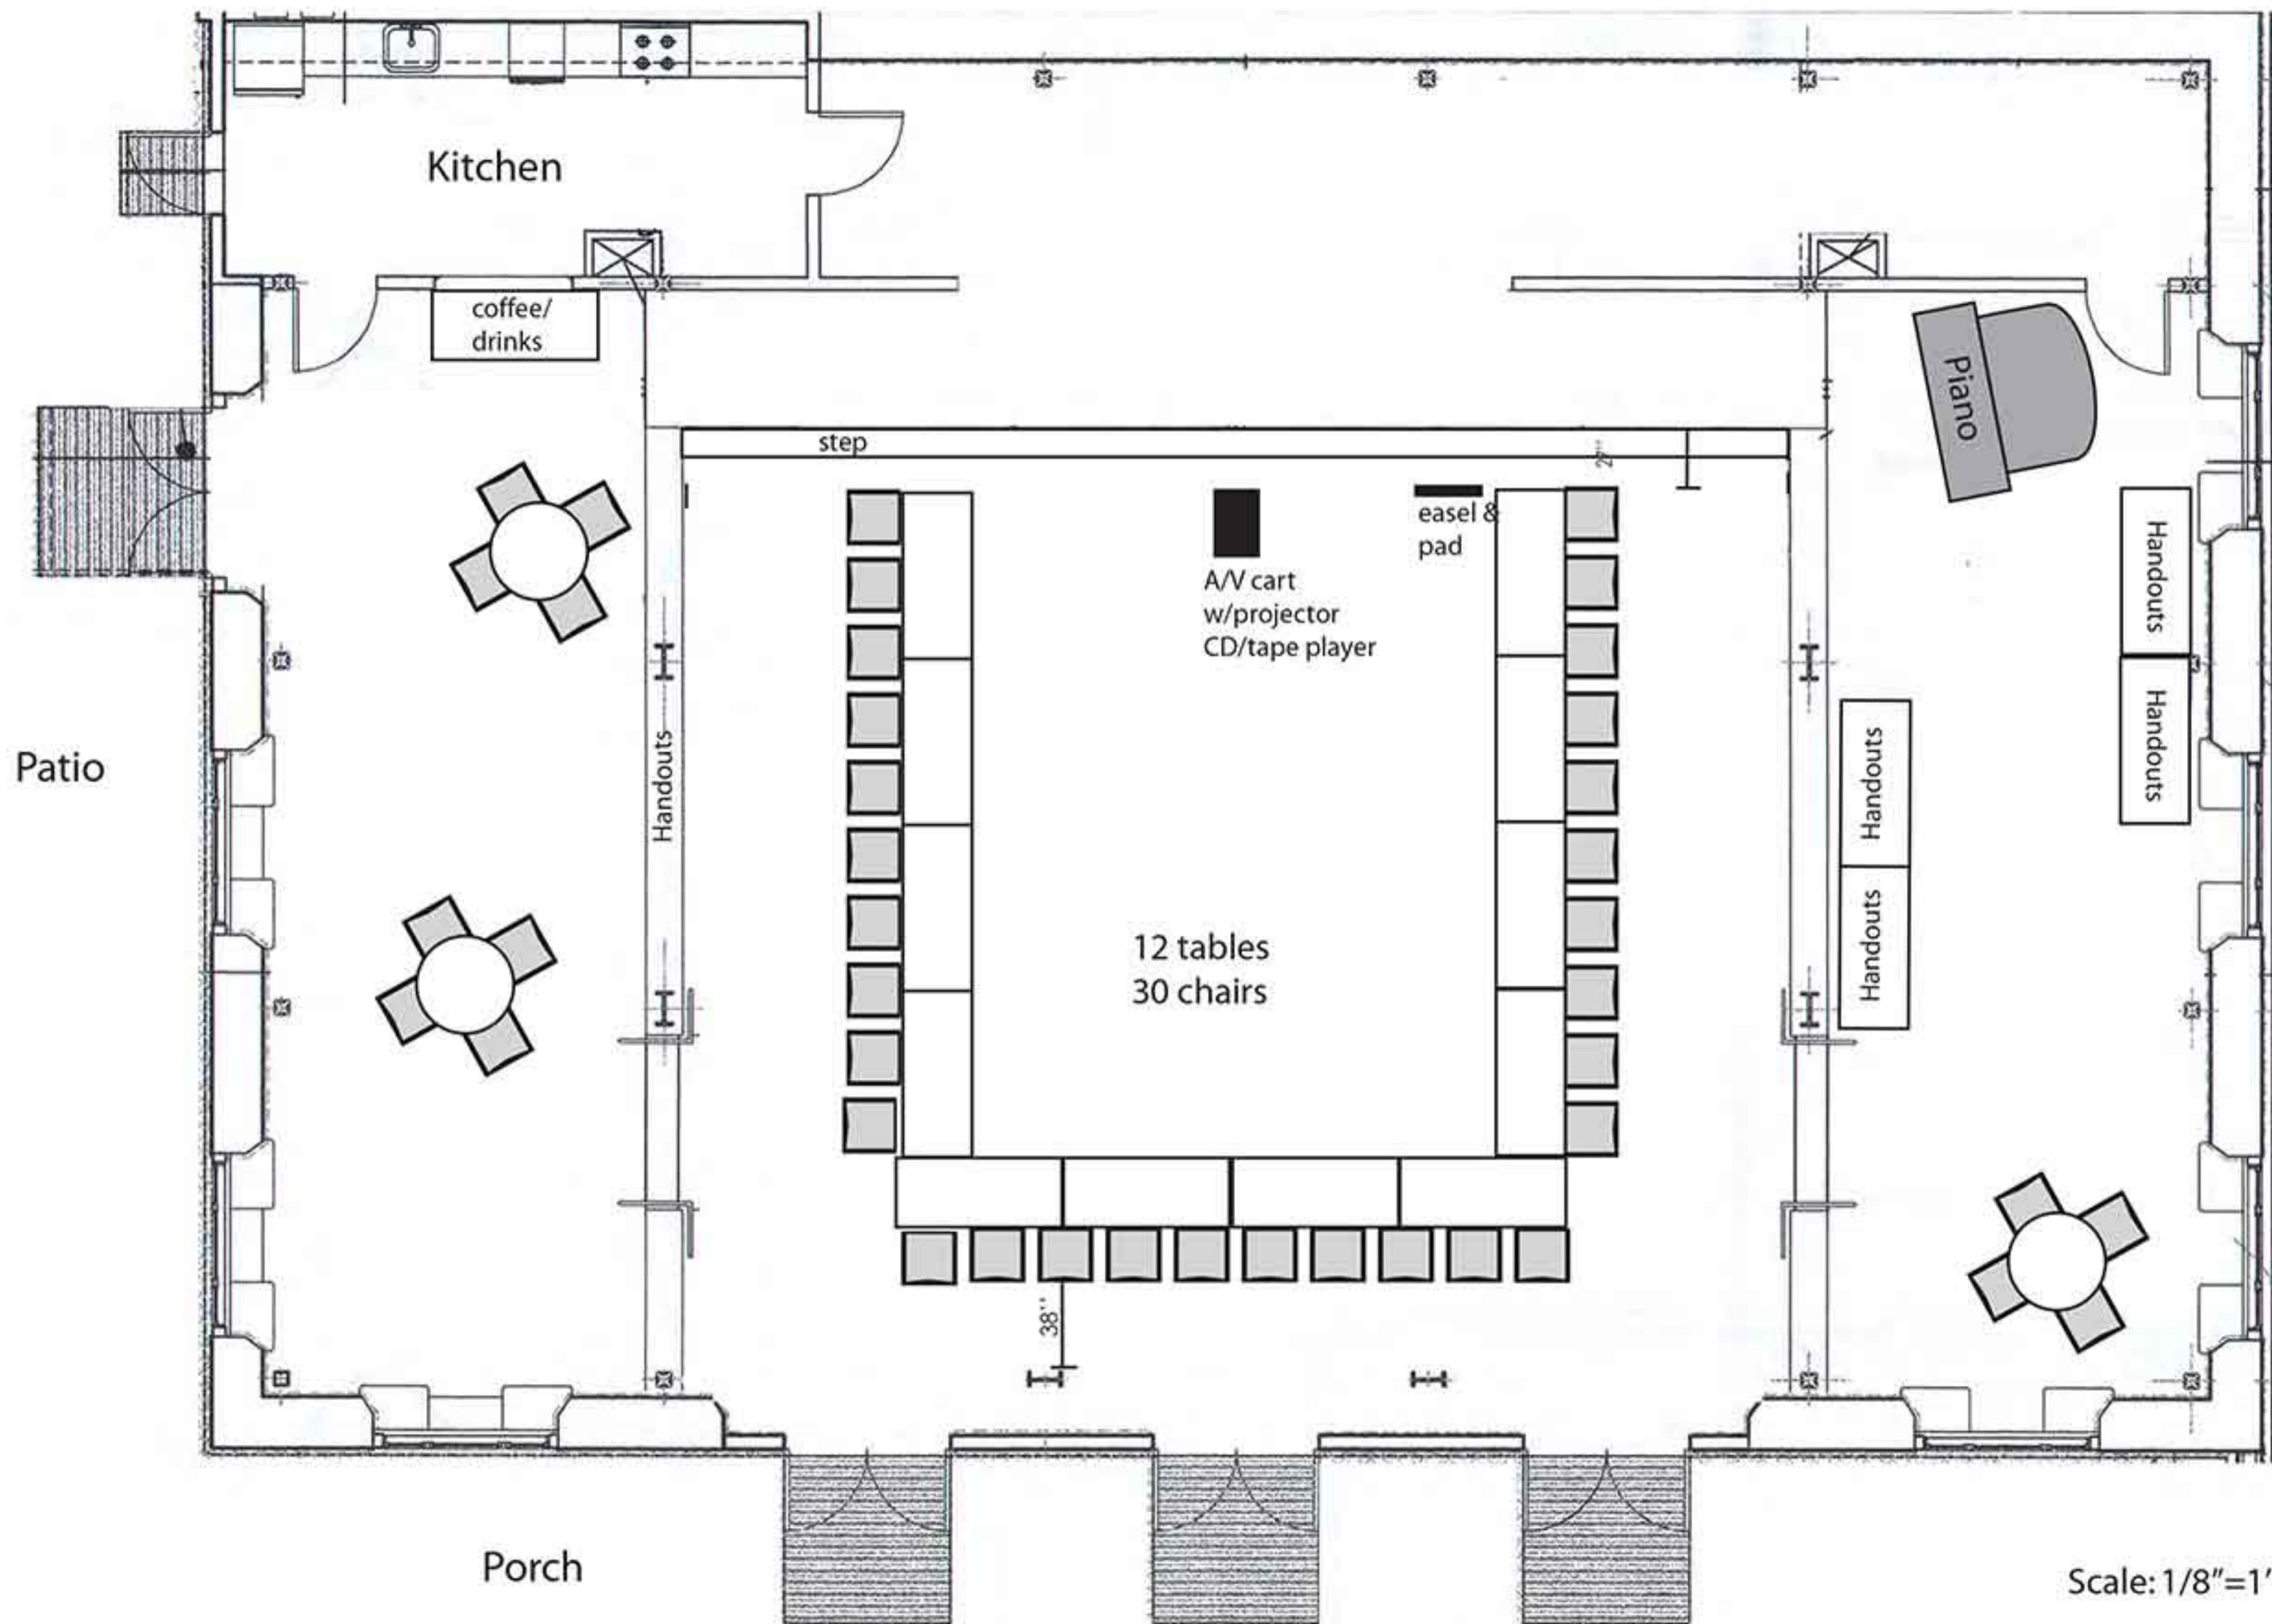 Kitchen
coffee/
drinks
Piano
step
27''
easel &
pad
A/V cart
w/projector
CD/tape player
Handouts
Handouts
Handouts
Handouts
Handouts
Patio
12 tables
30 chairs
38''
Porch
Scale: 1/8"=1'